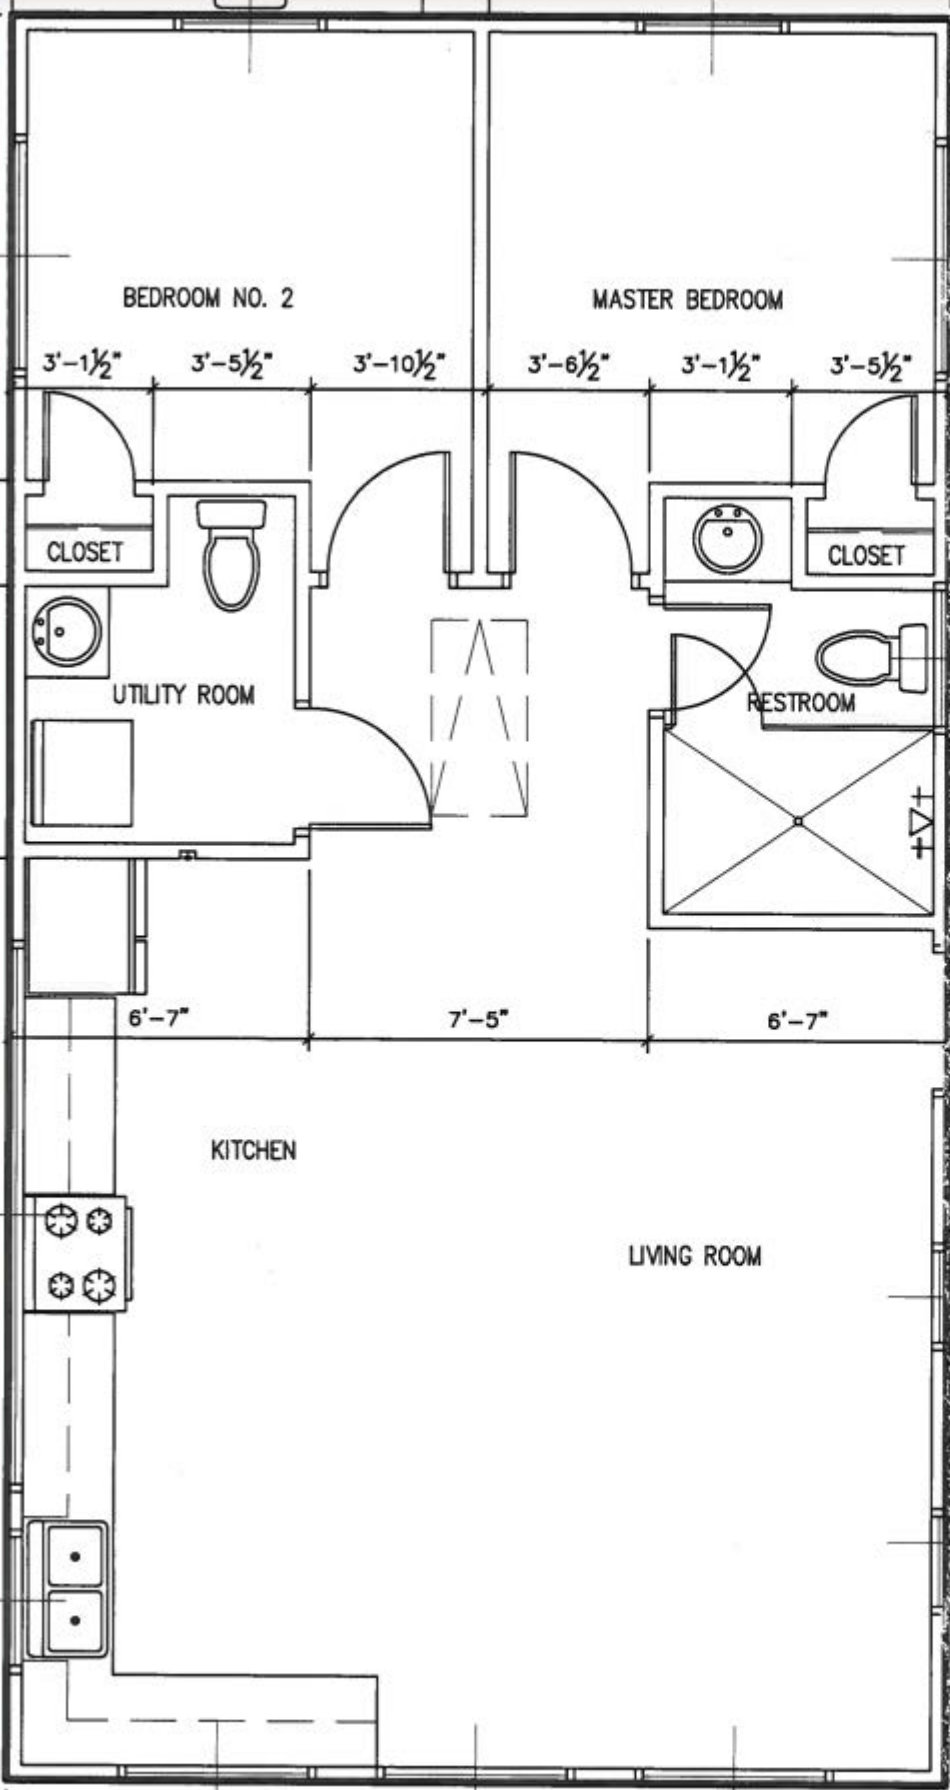 BEDROOM NO. 2
MASTER BEDROOM
3'-1½"
3'-5½"
3'-10½"
3'-6½"
3'-1½"
3'-5½"
CLOSET
CLOSET
UTILITY ROOM
RESTROOM
6'-7"
7'-5"
6'-7"
KITCHEN
LIVING ROOM